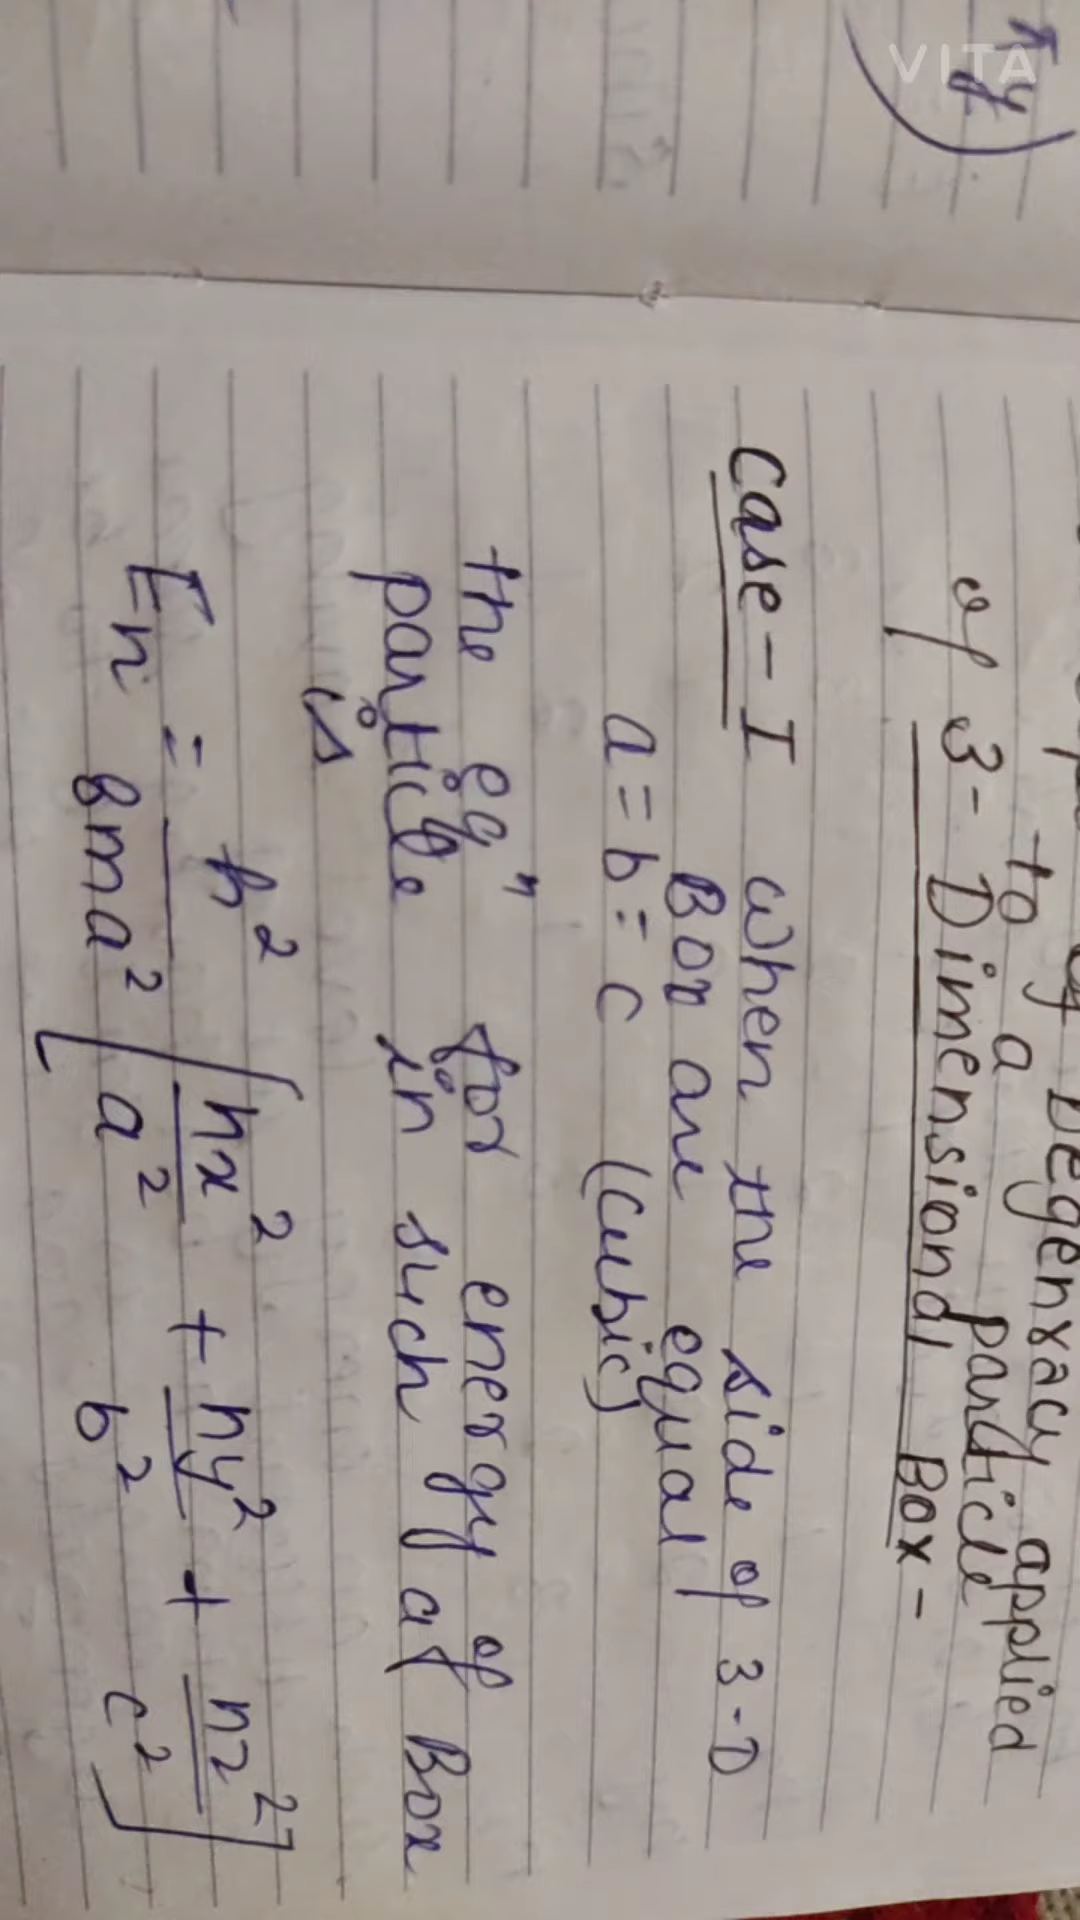 VITA
y)
Degenracy applied
to a particle
of 3-Dimensional Box -
Case-I when the side of 3-D
Box are equal
a = b = c (Cubic)
the eqn for energy of
particle in such a of Box
is
En = h²/8ma² [nx²/a² + ny²/b² + nz²/c²]